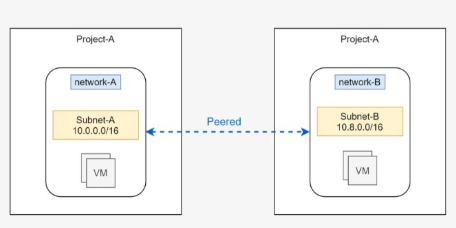 Project-A
network-A
Subnet-A
10.0.0.0/16
VM
Peered
Project-A
network-B
Subnet-B
10.8.0.0/16
VM